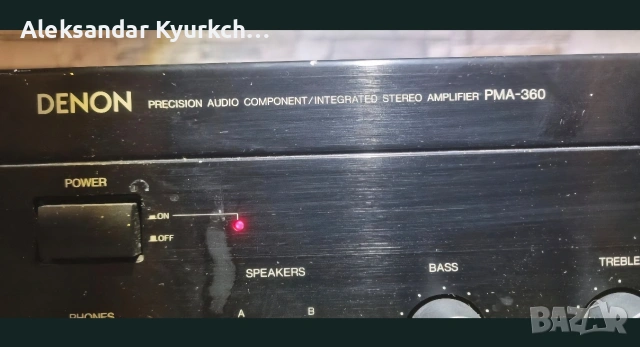 Aleksandar Kyurkch...
DENON PRECISION AUDIO COMPONENT/INTEGRATED STEREO AMPLIFIER PMA-360
POWER
ON
OFF
SPEAKERS
BASS
TREBLE
A
B
PHONES
BAZAR